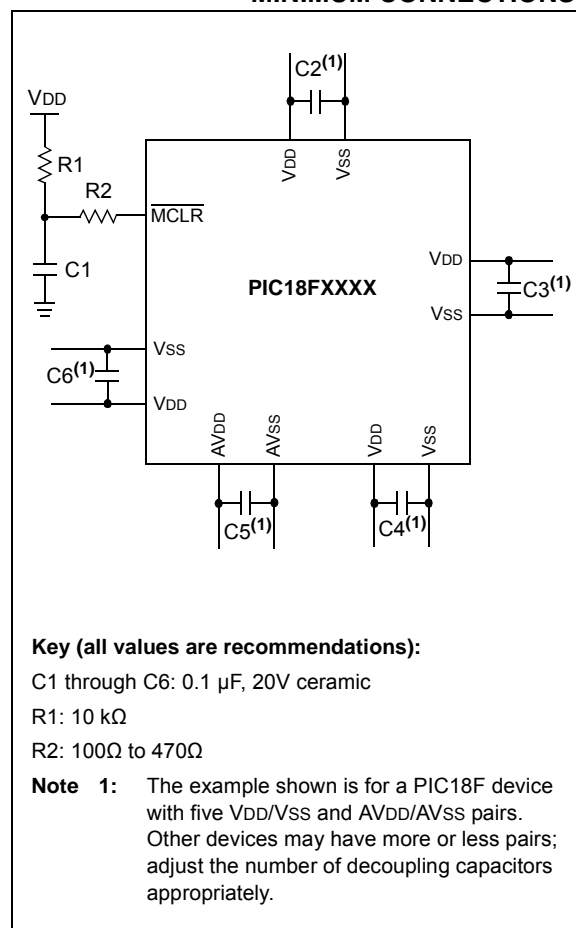 C2(1)
VDD
R1
R2
C1
VDD
VSS
MCLR
PIC18FXXXX
VDD
C3(1)
VSS
VSS
C6(1)
VDD
AVDD
AVSS
VDD
VSS
C5(1)
C4(1)
Key (all values are recommendations):
C1 through C6: 0.1 µF, 20V ceramic
R1: 10 kΩ
R2: 100Ω to 470Ω
Note 1: The example shown is for a PIC18F device
with five VDD/VSS and AVDD/AVSS pairs.
Other devices may have more or less pairs;
adjust the number of decoupling capacitors
appropriately.